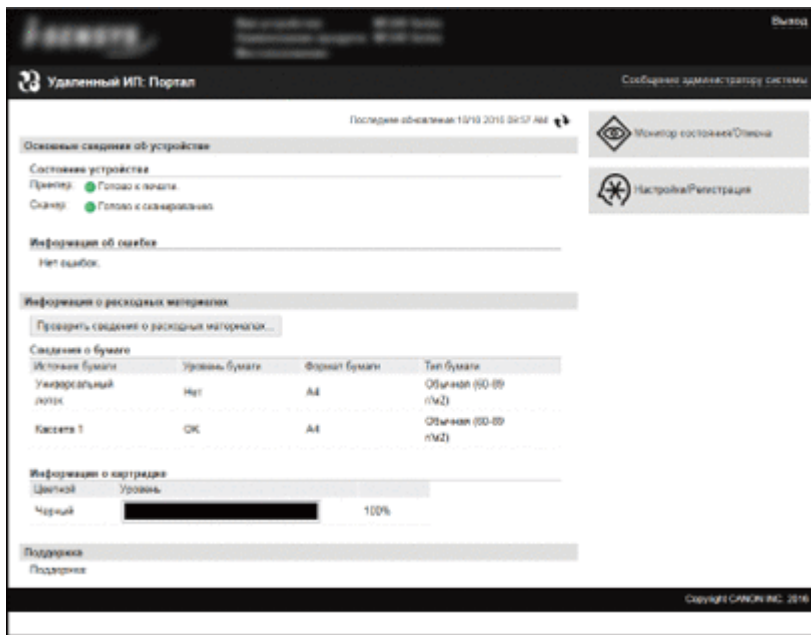 Выход
Удаленный ИП: Портал
Сообщение администратору системы
Последнее обновление: 10/10 2016 09:57 AM
Монитор состояния/Отмена
Основные сведения об устройстве
Состояние устройства
Принтер: Готово к печати.
Сканер: Готово к сканированию.
Настройки/Регистрация
Информация об ошибке
Нет ошибок.
Информация о расходных материалах
Проверить сведения о расходных материалах...
Сведения о бумаге
Источник бумаги Уровень бумаги Формат бумаги Тип бумаги
Универсальный лоток Нет A4 Обычная (60-89 г/м2)
Кассета 1 OK A4 Обычная (60-89 г/м2)
Информация о картридже
Цветной Уровень
Черный 100%
Поддержка
Поддержка
Copyright CANON INC. 2016